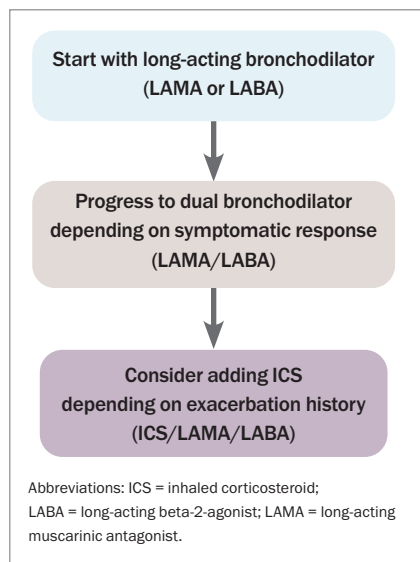 Start with long-acting bronchodilator
(LAMA or LABA)
Progress to dual bronchodilator
depending on symptomatic response
(LAMA/LABA)
Consider adding ICS
depending on exacerbation history
(ICS/LAMA/LABA)
Abbreviations: ICS = inhaled corticosteroid;
LABA = long-acting beta-2-agonist; LAMA = long-acting
muscarinic antagonist.